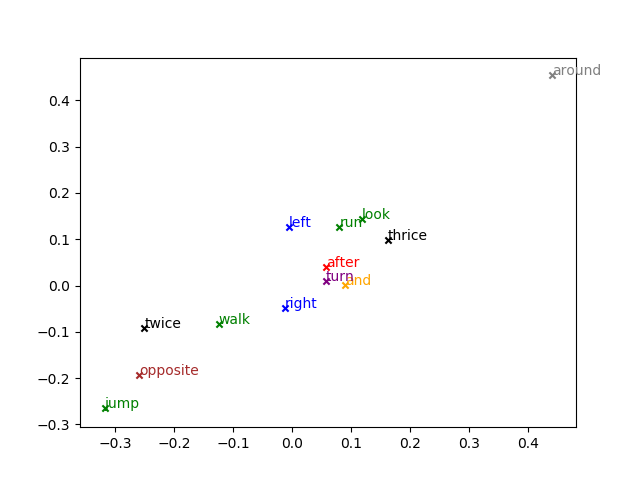 around
0.4
0.3
0.2
look
left
run
thrice
0.1
after
turn
and
0.0
right
walk
twice
−0.1
opposite
−0.2
jump
−0.3
−0.3 −0.2 −0.1 0.0 0.1 0.2 0.3 0.4